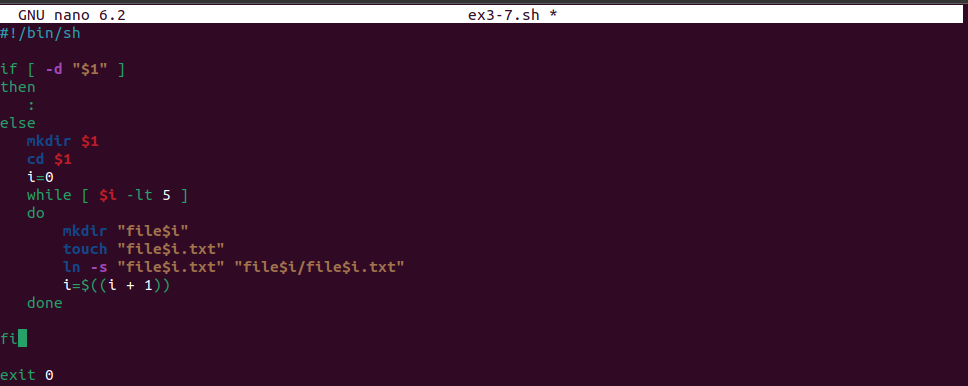 GNU nano 6.2 ex3-7.sh *
#!/bin/sh
if [ -d "$1" ]
then
:
else
mkdir $1
cd $1
i=0
while [ $i -lt 5 ]
do
mkdir "file$i"
touch "file$i.txt"
ln -s "file$i.txt" "file$i/file$i.txt"
i=$((i + 1))
done
fi
exit 0